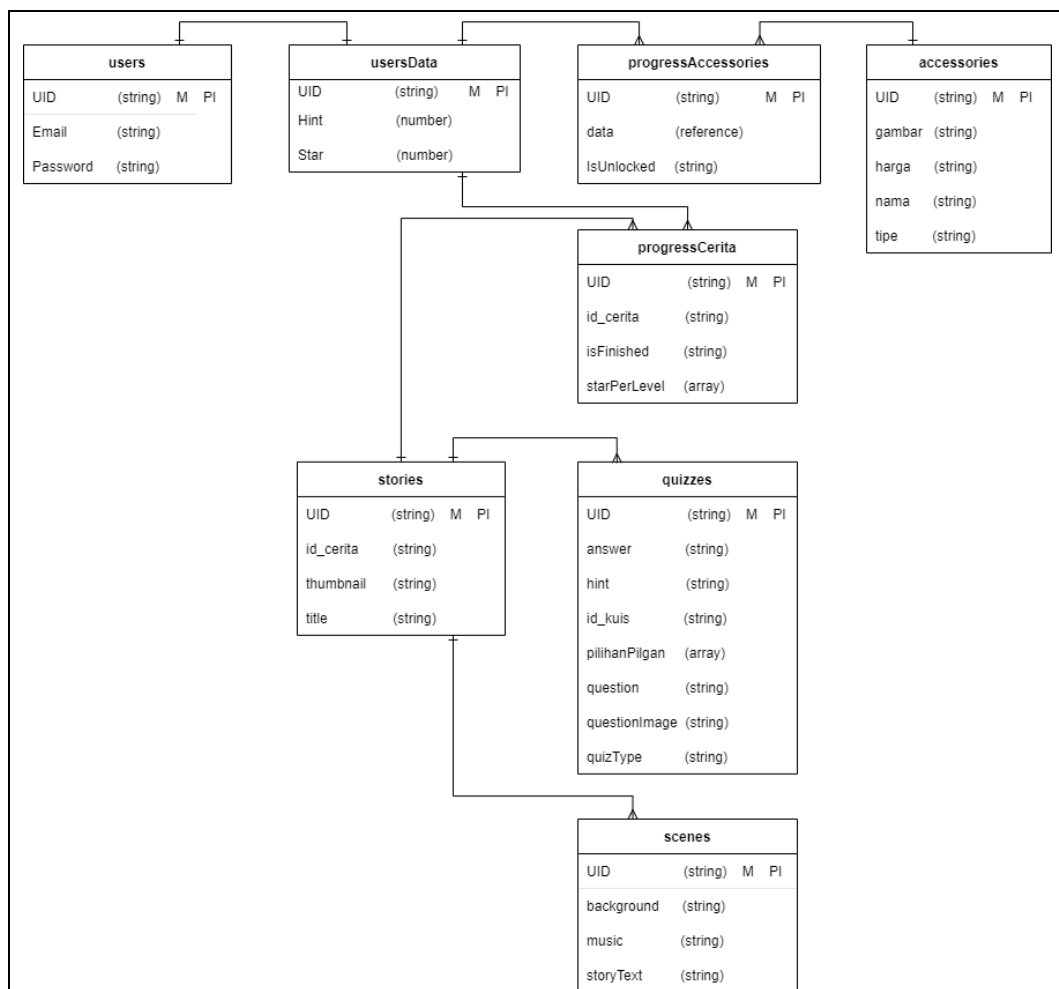 users
UID (string) M PI
Email (string)
Password (string)
usersData
UID (string) M PI
Hint (number)
Star (number)
progressAccessories
UID (string) M PI
data (reference)
IsUnlocked (string)
accessories
UID (string) M PI
gambar (string)
harga (string)
nama (string)
tipe (string)
progressCerita
UID (string) M PI
id_cerita (string)
isFinished (string)
starPerLevel (array)
stories
UID (string) M PI
id_cerita (string)
thumbnail (string)
title (string)
quizzes
UID (string) M PI
answer (string)
hint (string)
id_kuis (string)
pilihanPilgan (array)
question (string)
questionImage (string)
quizType (string)
scenes
UID (string) M PI
background (string)
music (string)
storyText (string)